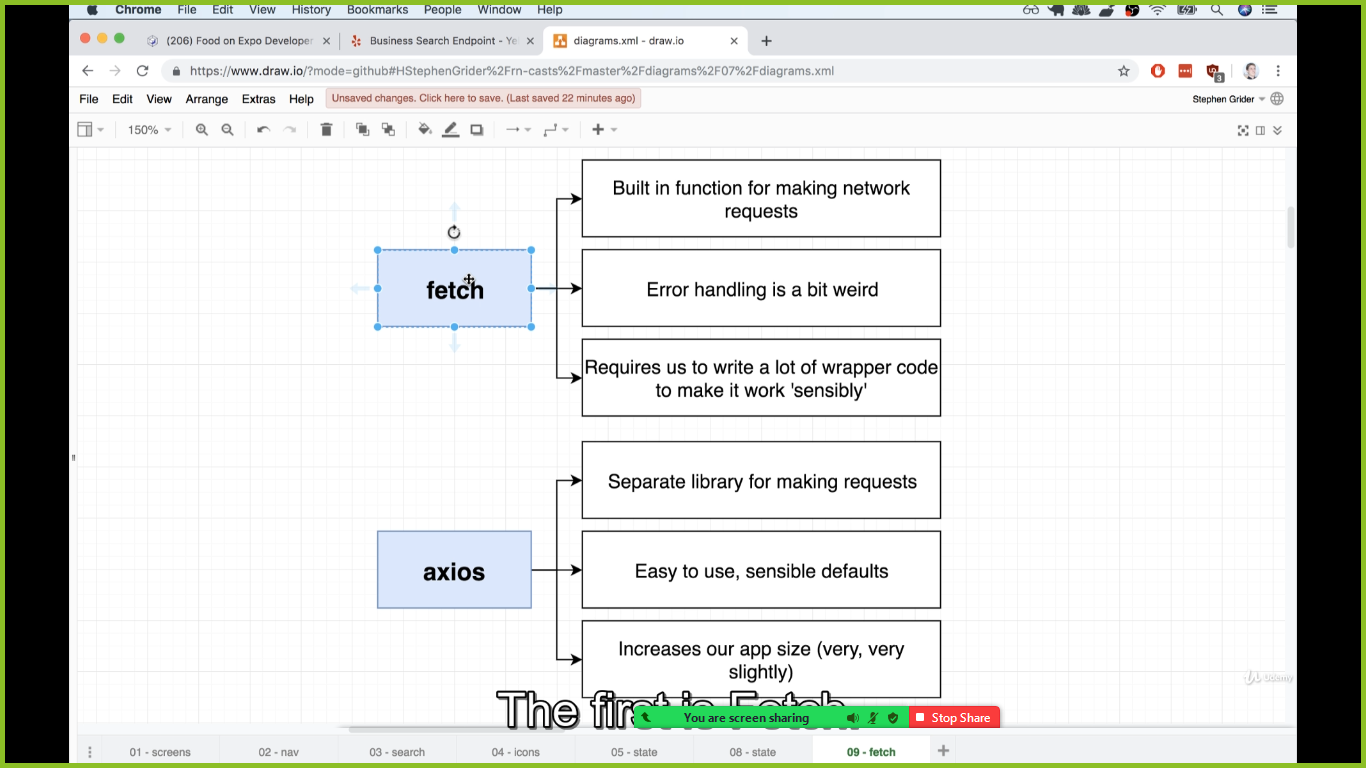 Chrome File Edit View History Bookmarks People Window Help
(206) Food on Expo Developer
Business Search Endpoint - Ye
diagrams.xml - draw.io
https://www.draw.io/?mode=github#HStephenGrider%2Frn-casts%2Fmaster%2Fdiagrams%2F07%2Fdiagrams.xml
3
File Edit View Arrange Extras Help
Unsaved changes. Click here to save. (Last saved 22 minutes ago)
Stephen Grider
150%
Built in function for making network
requests
fetch
Error handling is a bit weird
Requires us to write a lot of wrapper code
to make it work 'sensibly'
Separate library for making requests
axios
Easy to use, sensible defaults
Increases our app size (very, very
slightly)
Udemy
The first is Fetch.
You are screen sharing
Stop Share
01 - screens
02 - nav
03 - search
04 - icons
05 - state
08 - state
09 - fetch